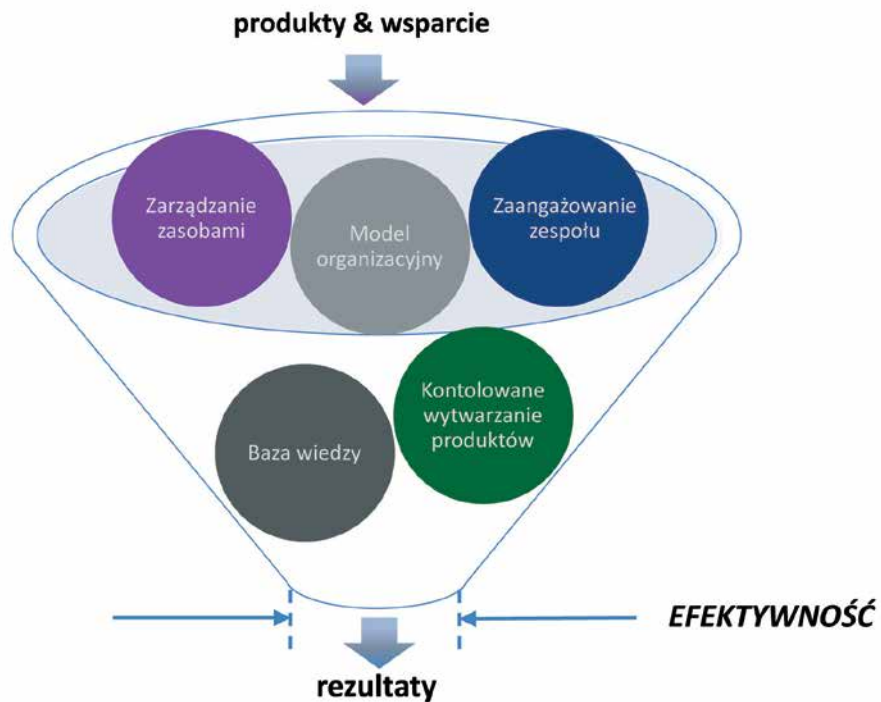 produkty & wsparcie
Zarządzanie
zasobami
Model
organizacyjny
Zaangażowanie
zespołu
Baza wiedzy
Kontolowane
wytwarzanie
produktów
EFEKTYWNOŚĆ
rezultaty